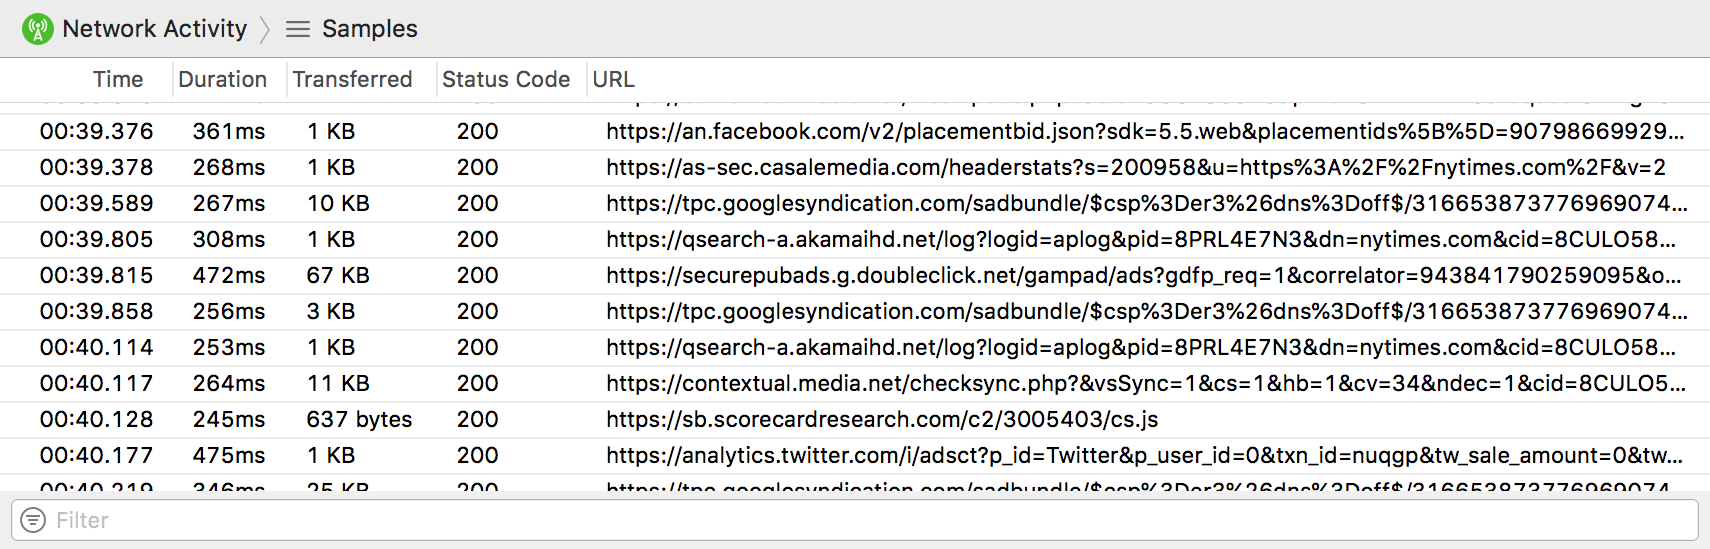 Network Activity Samples
Time Duration Transferred Status Code URL
00:39.376 361ms 1 KB 200 https://an.facebook.com/v2/placementbid.json?sdk=5.5.web&placementids%5B%5D=90798669929...
00:39.378 268ms 1 KB 200 https://as-sec.casalemedia.com/headerstats?s=200958&u=https%3A%2F%2Fnytimes.com%2F&v=2
00:39.589 267ms 10 KB 200 https://tpc.googlesyndication.com/sadbundle/$csp%3Der3%26dns%3Doff$/316653873776969074...
00:39.805 308ms 1 KB 200 https://qsearch-a.akamaihd.net/log?logid=aplog&pid=8PRL4E7N3&dn=nytimes.com&cid=8CULO58...
00:39.815 472ms 67 KB 200 https://securepubads.g.doubleclick.net/gampad/ads?gdfp_req=1&correlator=943841790259095&o...
00:39.858 256ms 3 KB 200 https://tpc.googlesyndication.com/sadbundle/$csp%3Der3%26dns%3Doff$/316653873776969074...
00:40.114 253ms 1 KB 200 https://qsearch-a.akamaihd.net/log?logid=aplog&pid=8PRL4E7N3&dn=nytimes.com&cid=8CULO58...
00:40.117 264ms 11 KB 200 https://contextual.media.net/checksync.php?&vsSync=1&cs=1&hb=1&cv=34&ndec=1&cid=8CULO5...
00:40.128 245ms 637 bytes 200 https://sb.scorecardresearch.com/c2/3005403/cs.js
00:40.177 475ms 1 KB 200 https://analytics.twitter.com/i/adsct?p_id=Twitter&p_user_id=0&txn_id=nuqgp&tw_sale_amount=0&tw...
00:40.219 346ms 25 KB 200 https://tpc.googlesyndication.com/sadbundle/$csp%3Der3%26dns%3Doff$/316653873776969074...
Filter